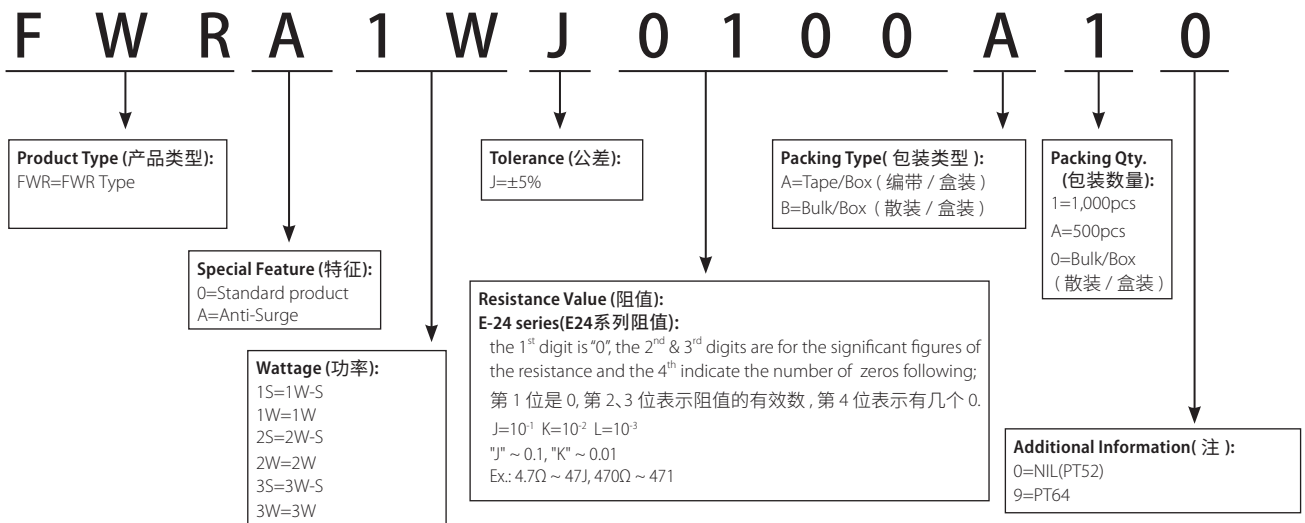 F W R A 1 W J 0 1 0 0 A 1 0
Product Type (产品类型):
FWR=FWR Type
Special Feature (特征):
0=Standard product
A=Anti-Surge
Wattage (功率):
1S=1W-S
1W=1W
2S=2W-S
2W=2W
3S=3W-S
3W=3W
Tolerance (公差):
J=±5%
Resistance Value (阻值):
E-24 series(E24系列阻值):
the 1st digit is "0", the 2nd & 3rd digits are for the significant figures of
the resistance and the 4th indicate the number of zeros following;
第 1 位是 0, 第 2、3 位表示阻值的有效数 , 第 4 位表示有几个 0.
J=10-1 K=10-2 L=10-3
"J" ~ 0.1, "K" ~ 0.01
Ex.: 4.7Ω ~ 47J, 470Ω ~ 471
Packing Type( 包装类型 ):
A=Tape/Box ( 编带 / 盒装 )
B=Bulk/Box ( 散装 / 盒装 )
Packing Qty.
(包装数量):
1=1,000pcs
A=500pcs
0=Bulk/Box
( 散装 / 盒装 )
Additional Information( 注 ):
0=NIL(PT52)
9=PT64